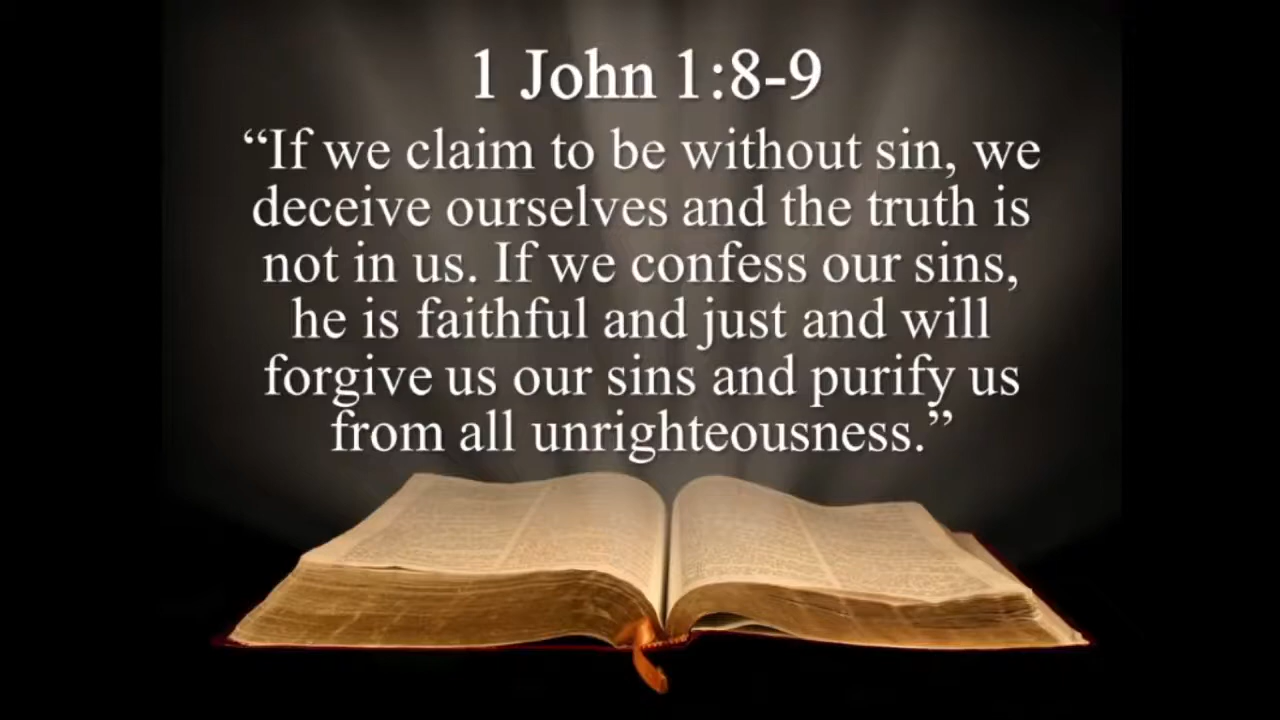 1 John 1:8-9
“If we claim to be without sin, we
deceive ourselves and the truth is
not in us. If we confess our sins,
he is faithful and just and will
forgive us our sins and purify us
from all unrighteousness.”